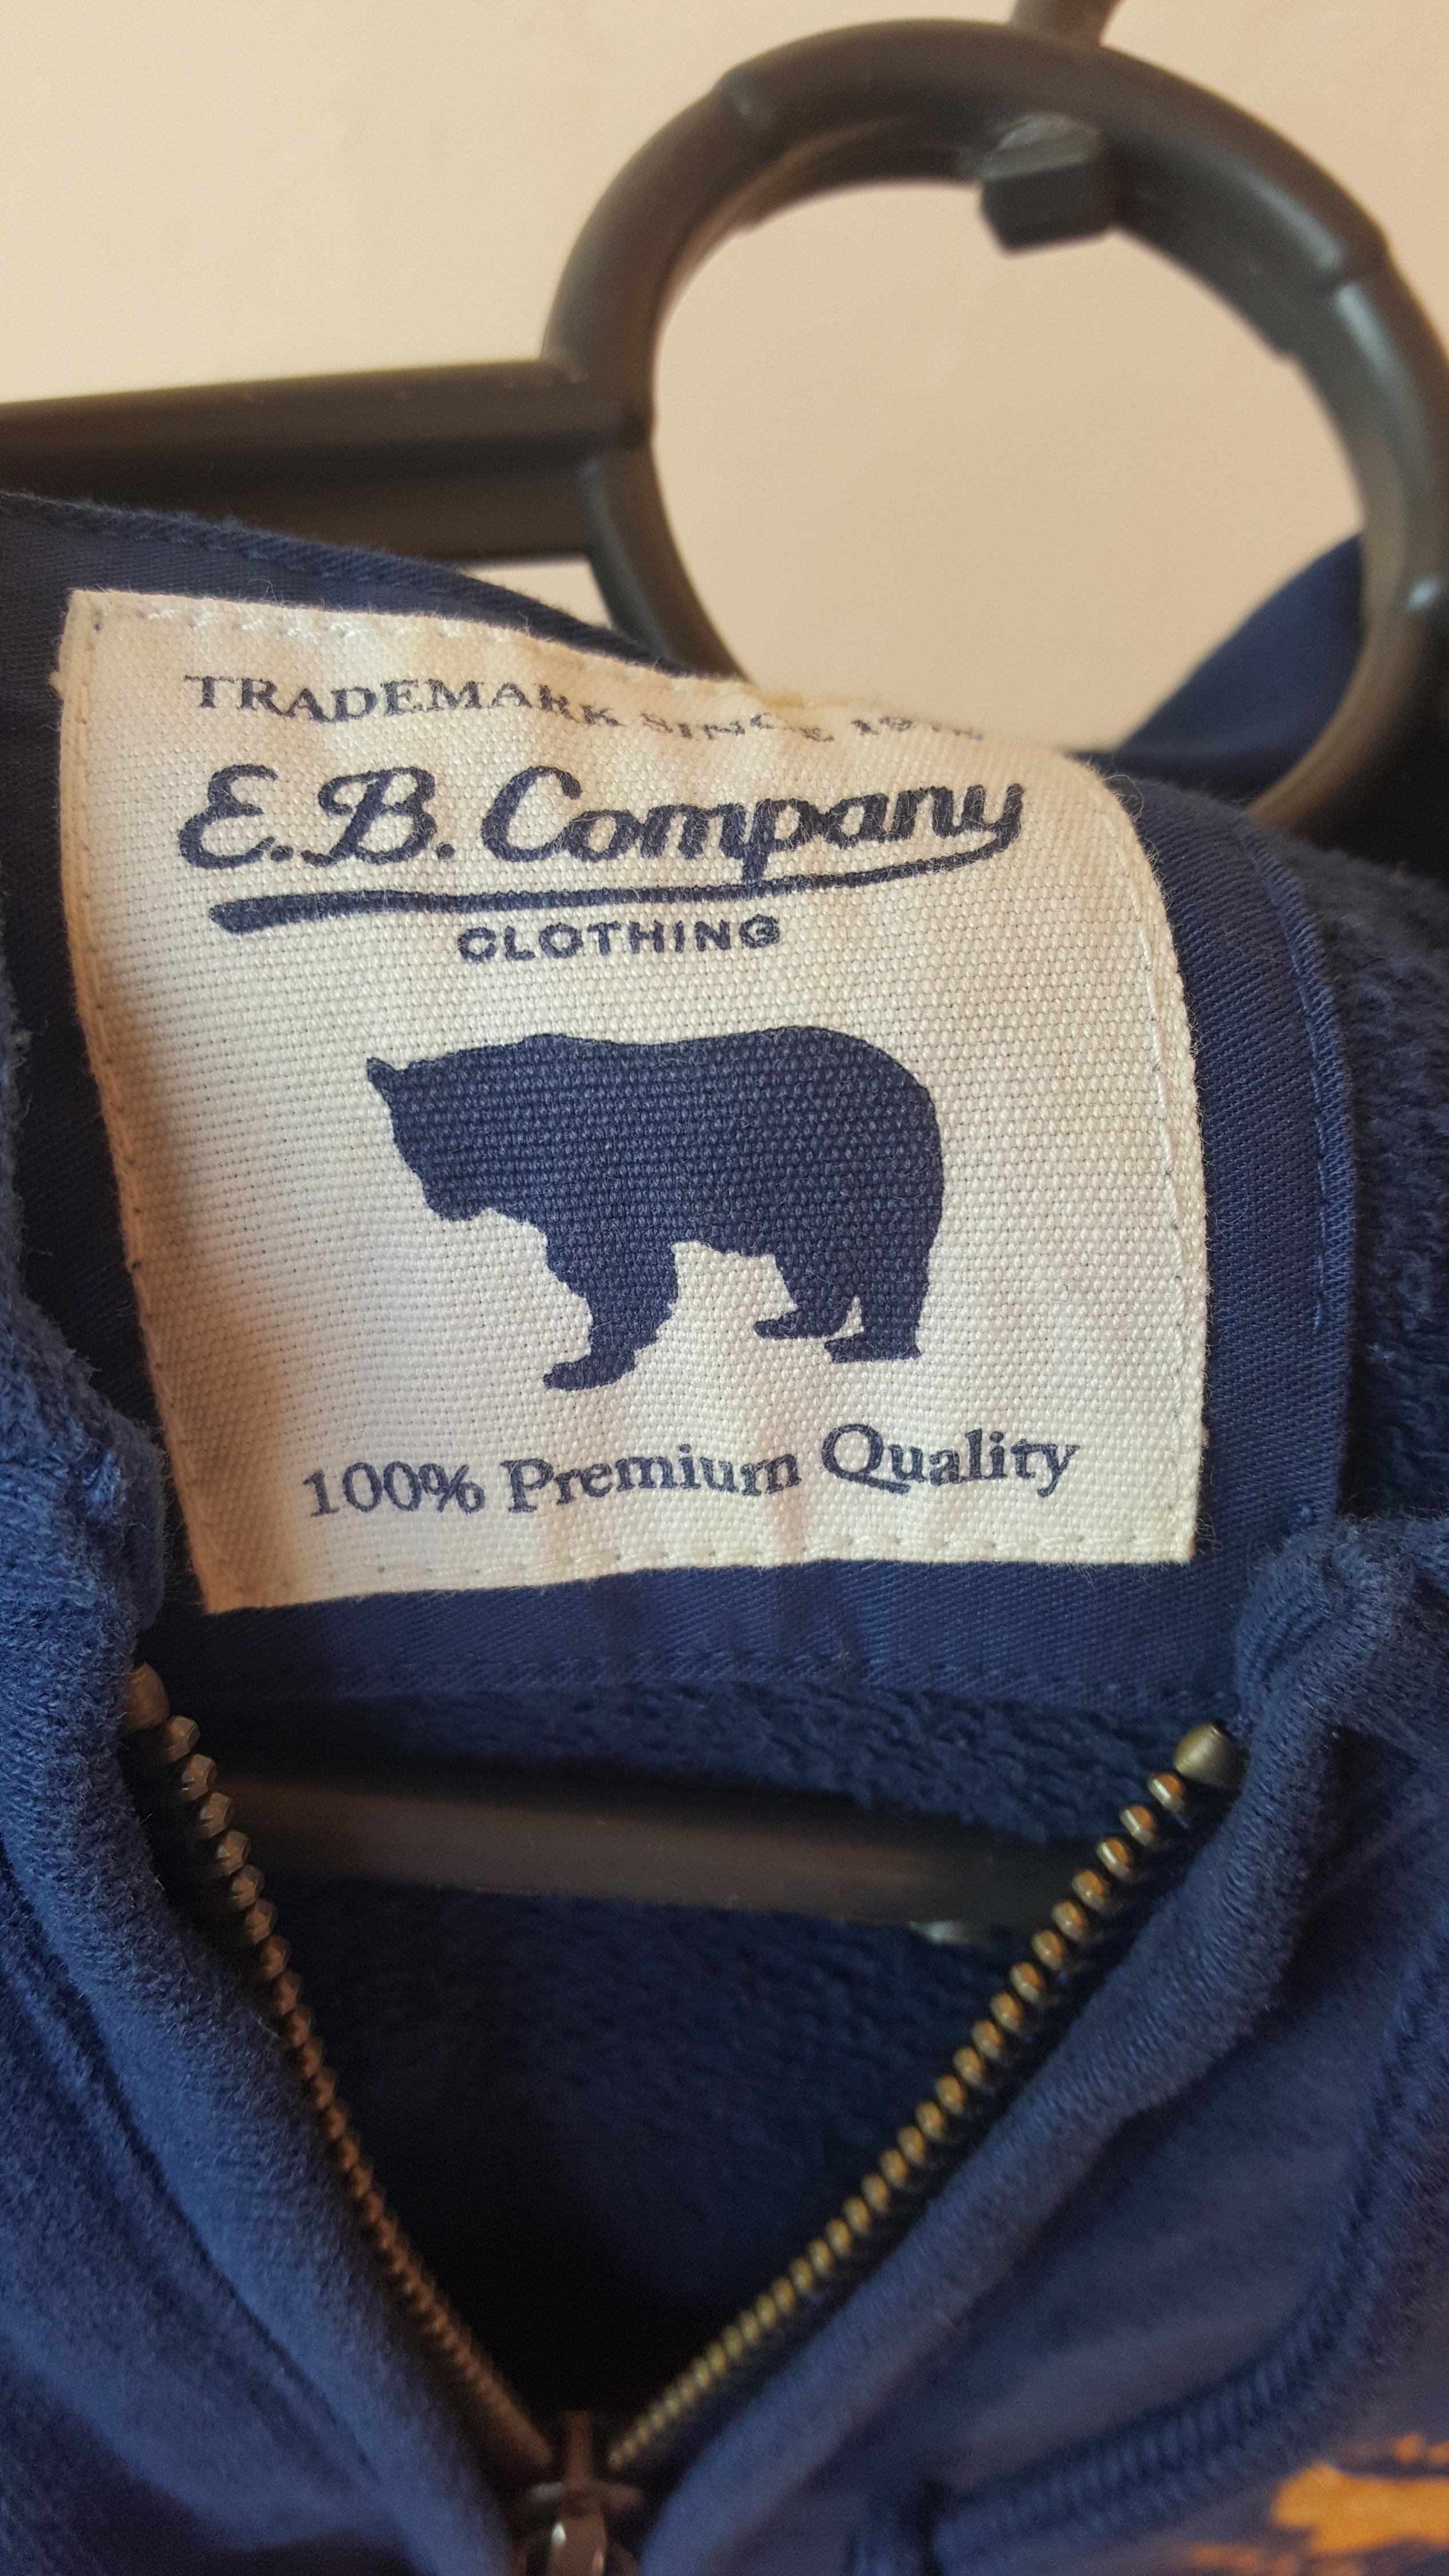 TRADEMARK SINCE
E.B. Company
CLOTHING
100% Premium Quality